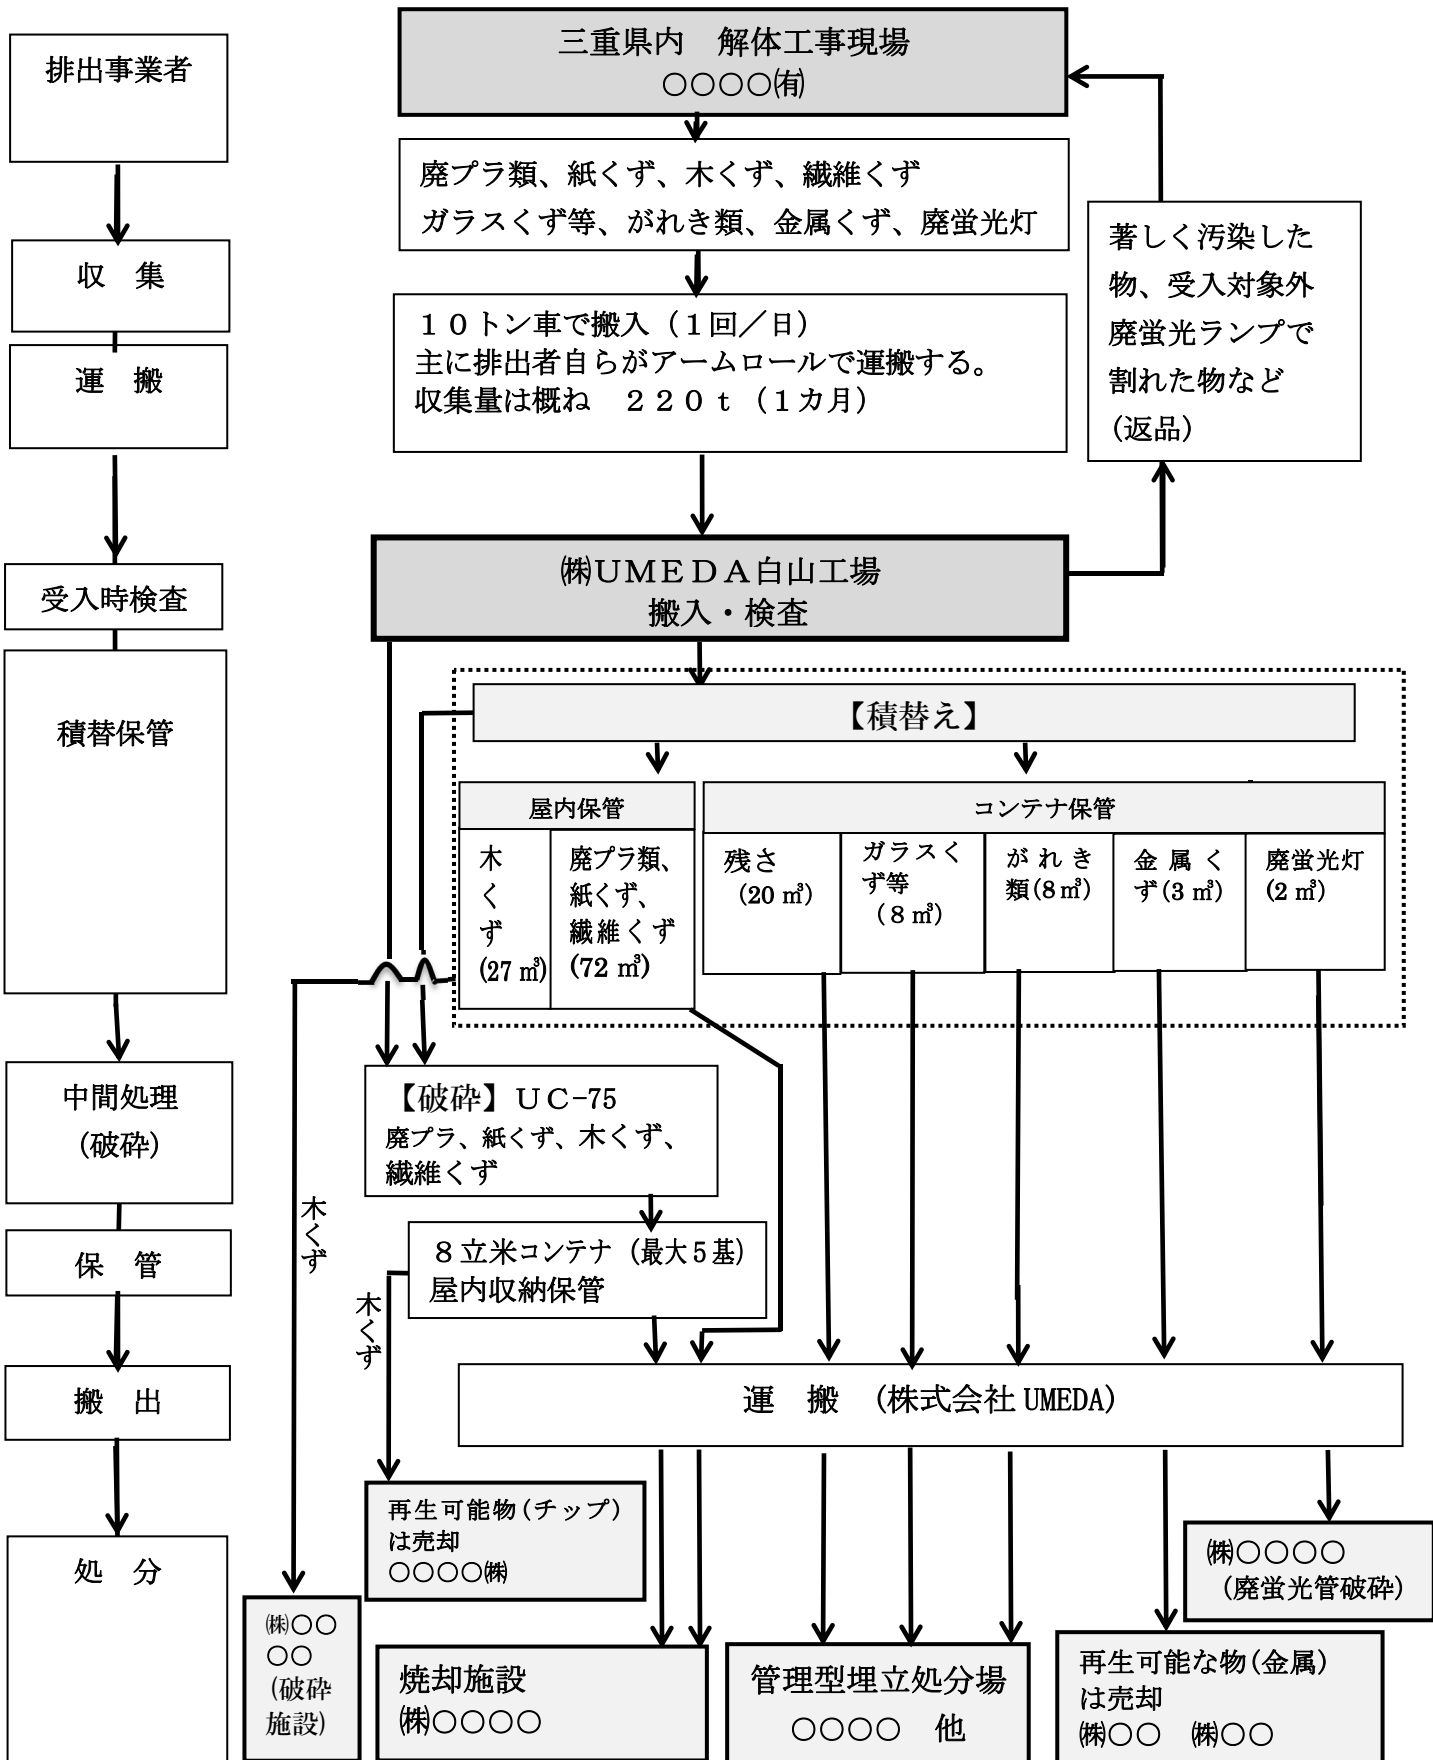 排出事業者
収　集
運　搬
受入時検査
積替保管
中間処理
（破砕）
保　管
搬　出
処　分
三重県内　解体工事現場
○○○○㈲
廃プラ類、紙くず、木くず、繊維くず
ガラスくず等、がれき類、金属くず、廃蛍光灯
１０トン車で搬入（１回／日）
主に排出者自らがアームロールで運搬する。
収集量は概ね　２２０ｔ（１カ月）
著しく汚染した
物、受入対象外
廃蛍光ランプで
割れた物など
（返品）
㈱ＵＭＥＤＡ白山工場
搬入・検査
【積替え】
屋内保管
木
く
ず
(27 ㎥)
廃プラ類、
紙くず、
繊維くず
(72 ㎥)
コンテナ保管
残さ
（20 ㎥）
ガラスく
ず等
（８㎥）
がれき
類(8㎥)
金属く
ず(3 ㎥)
廃蛍光灯
(2 ㎥)
【破砕】ＵＣ-75
廃プラ、紙くず、木くず、
繊維くず
木くず
８立米コンテナ（最大５基）
屋内収納保管
木くず
運　搬　（株式会社 UMEDA）
再生可能物（チップ）
は売却
○○○○㈱
㈱○○
○○
（破砕
施設）
焼却施設
㈱○○○○
管理型埋立処分場
○○○○　他
㈱○○○○
（廃蛍光管破砕）
再生可能な物（金属）
は売却
㈱○○　㈱○○